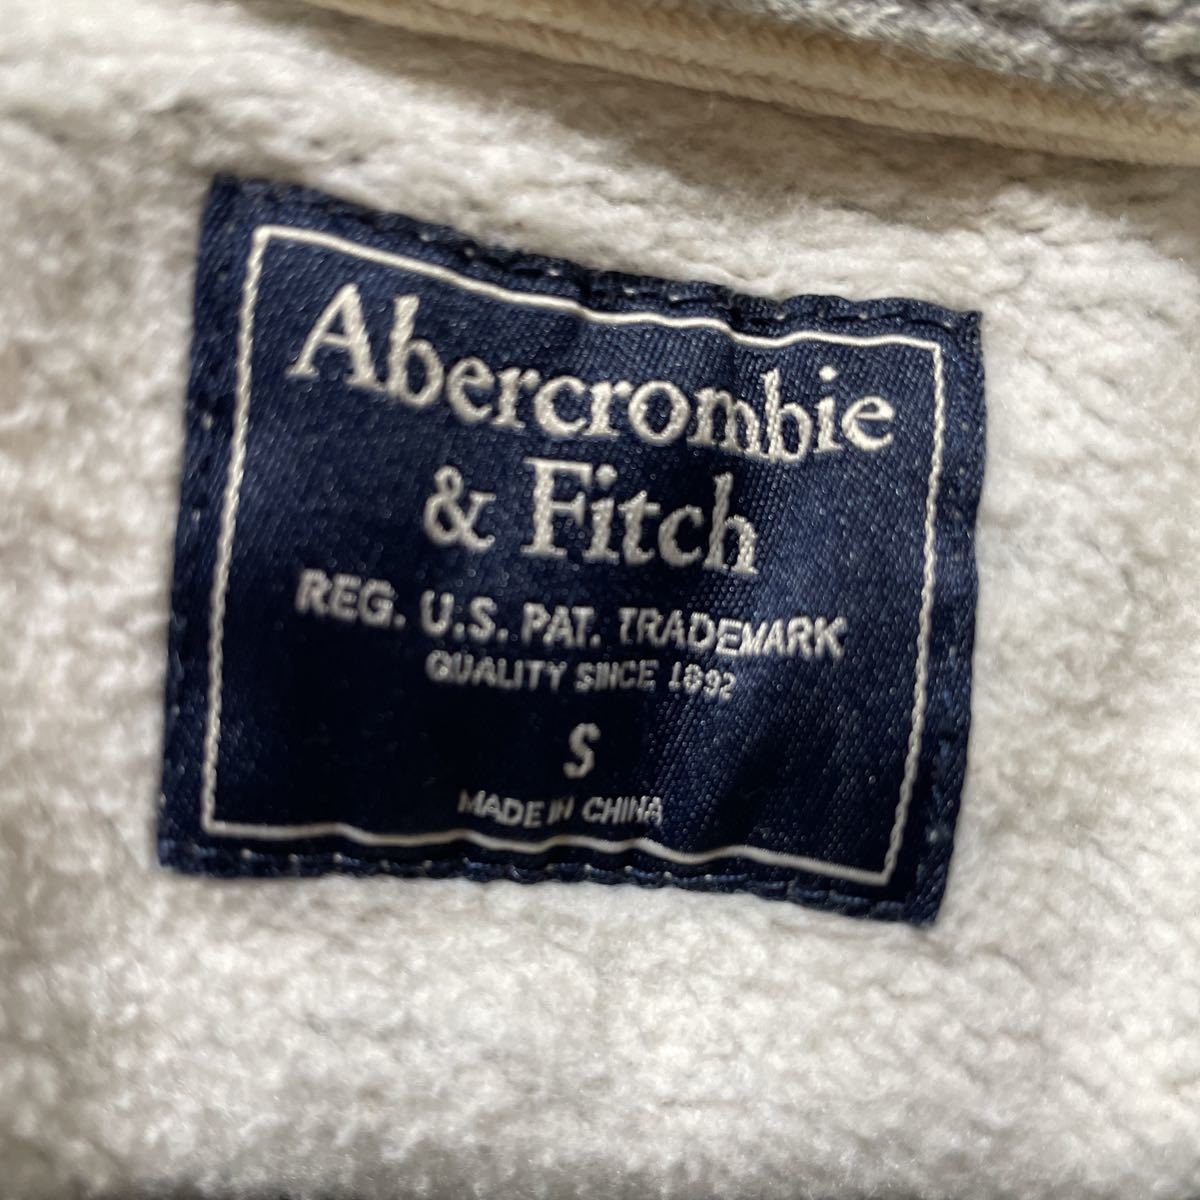 Abercrombie
& Fitch
REG. U.S. PAT. TRADEMARK
QUALITY SINCE 1892
S
MADE IN CHINA